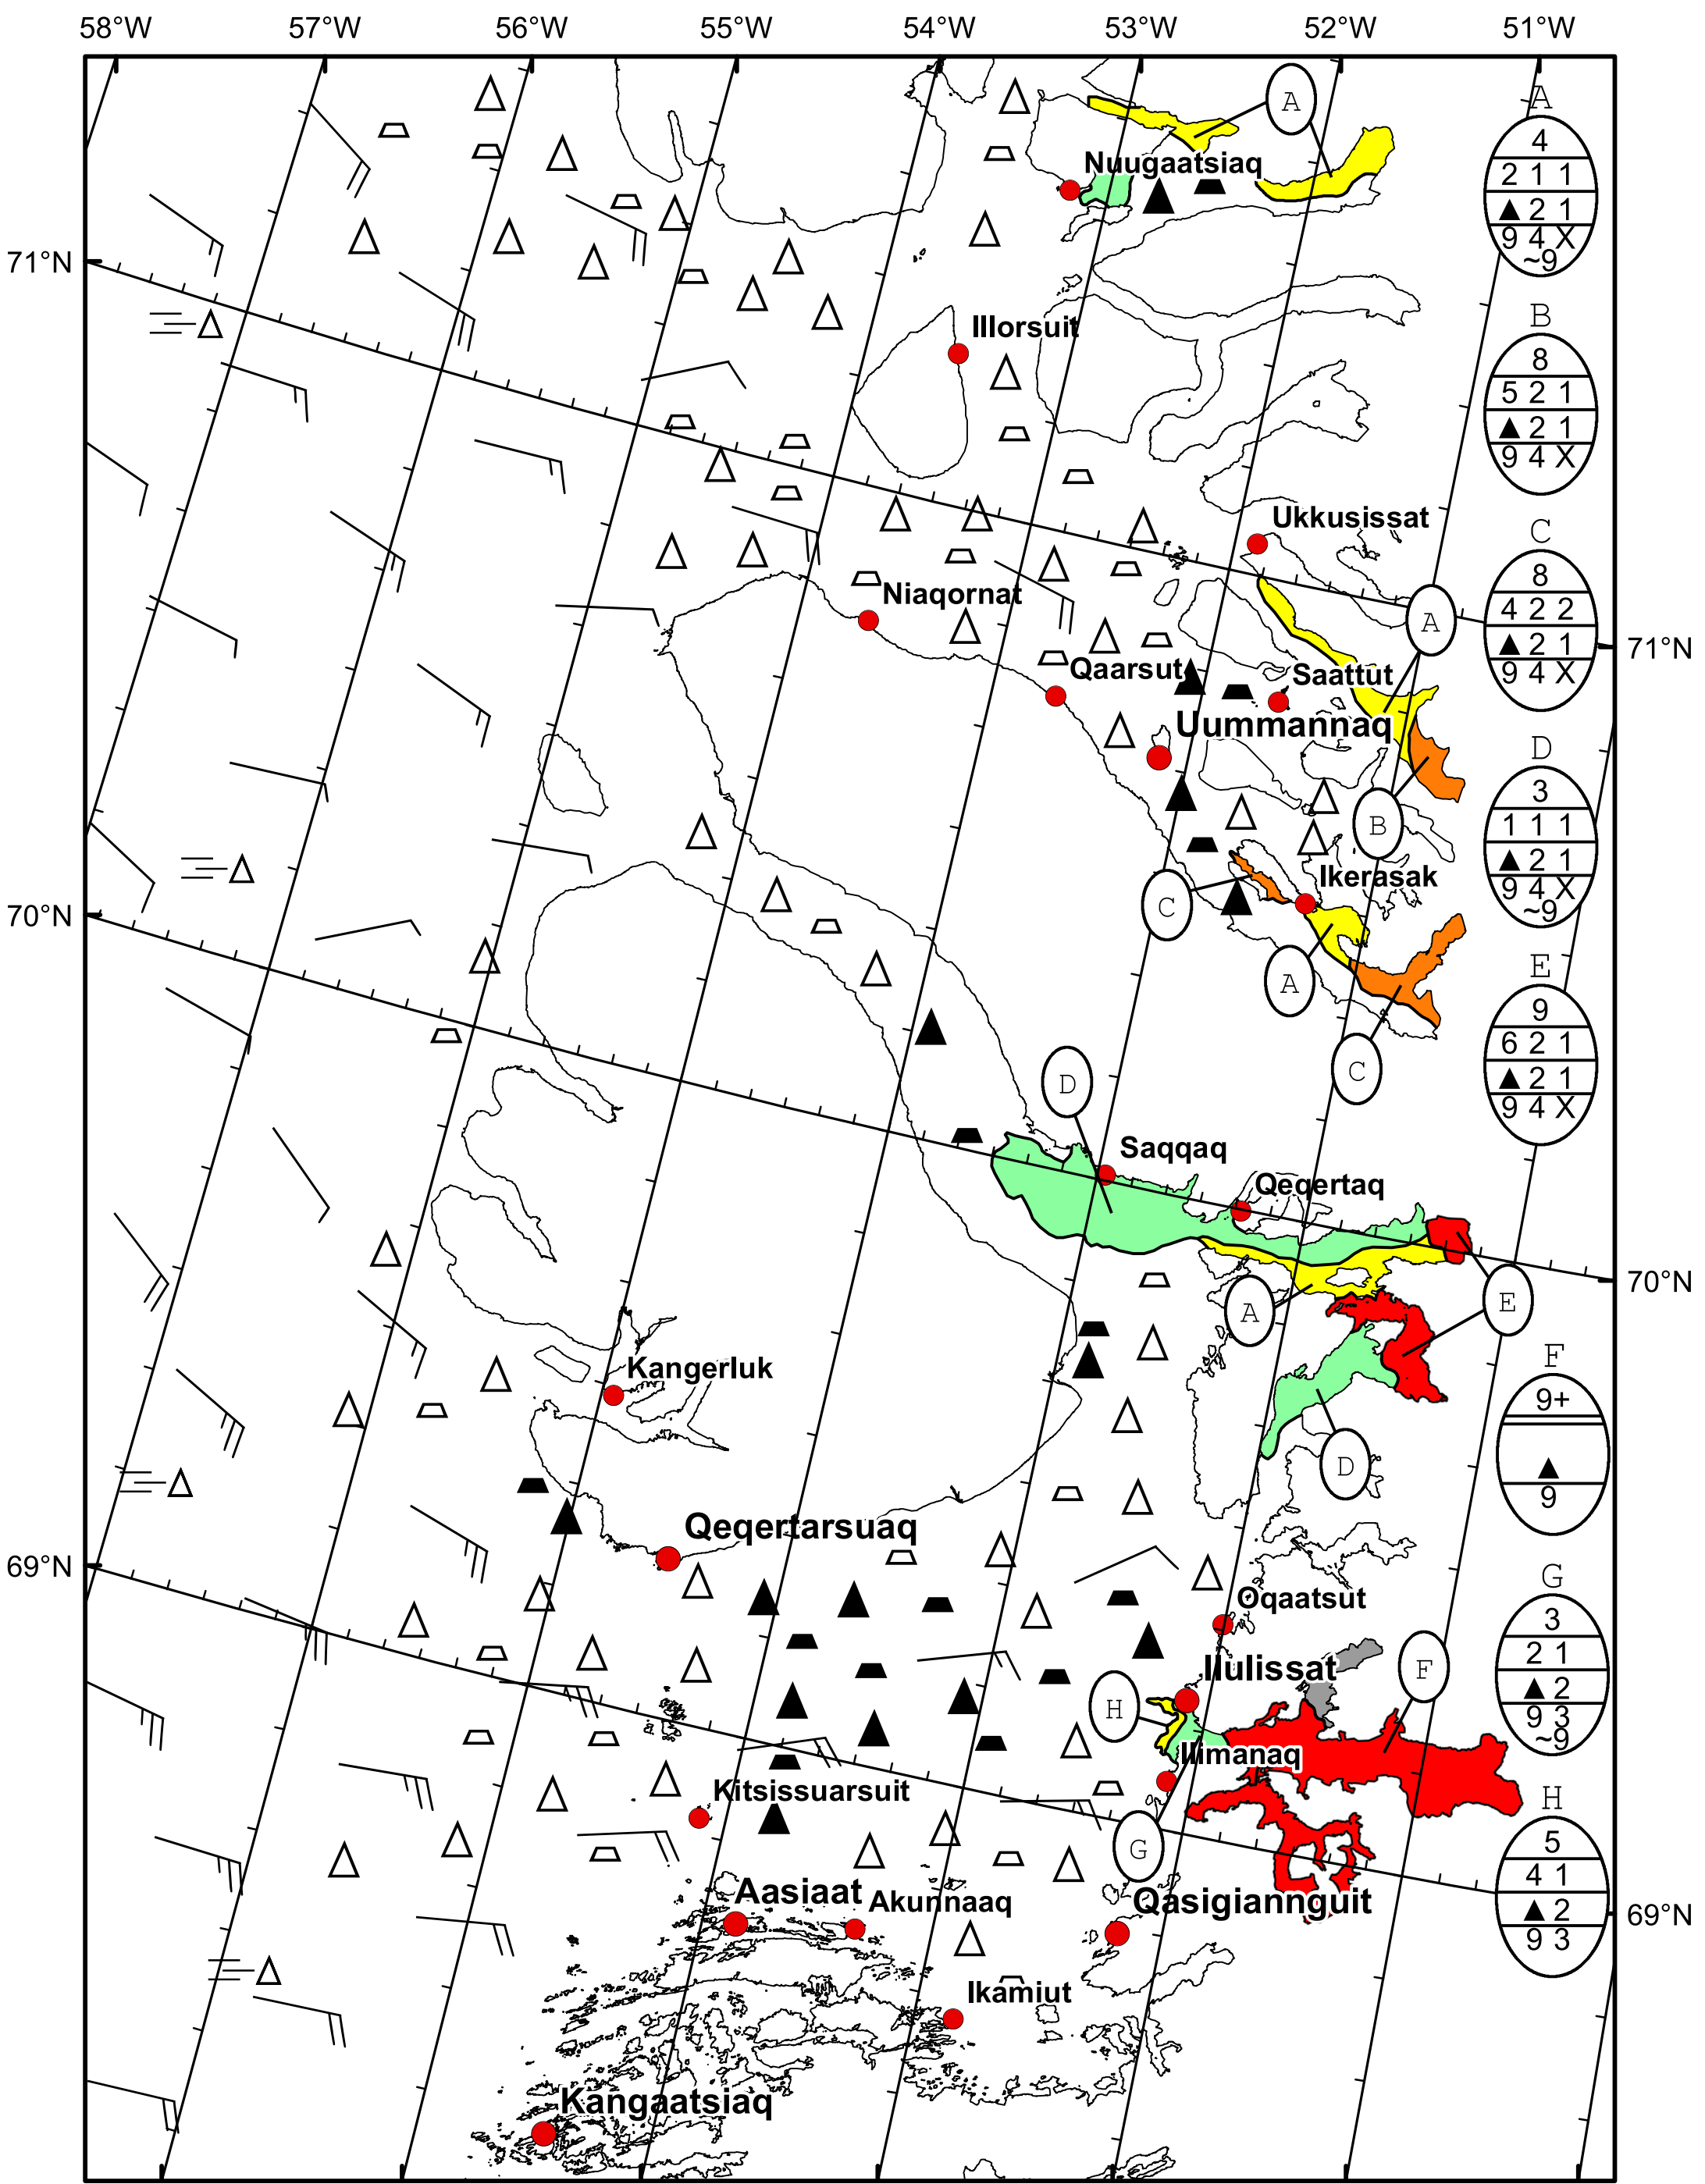 58°W 57°W 56°W 55°W 54°W 53°W 52°W 51°W
A
A
4
2 1 1
▲ 2 1
9 4 X
~9
Nuugaatsiaq
71°N
B
8
5 2 1
▲ 2 1
9 4 X
Illorsuit
Ukkusissat
C
8
4 2 2
▲ 2 1
9 4 X
Niaqornat
A
71°N
Qaarsut
Saattut
Uummannaq
D
3
1 1 1
▲ 2 1
9 4 X
~9
B
Ikerasak
C
70°N
A
E
9
6 2 1
▲ 2 1
9 4 X
C
D
Saqqaq
Qeqertaq
70°N
E
A
Kangerluk
F
9+
▲
9
D
Qeqertarsuaq
69°N
Oqaatsut
G
3
2 1
▲ 2
9 3
~9
Ilulissat
F
H
Ilimanaq
Kitsissuarsuit
H
5
4 1
▲ 2
9 3
G
Aasiaat
Akunnaaq
Qasigiannguit
69°N
Ikamiut
Kangaatsiaq